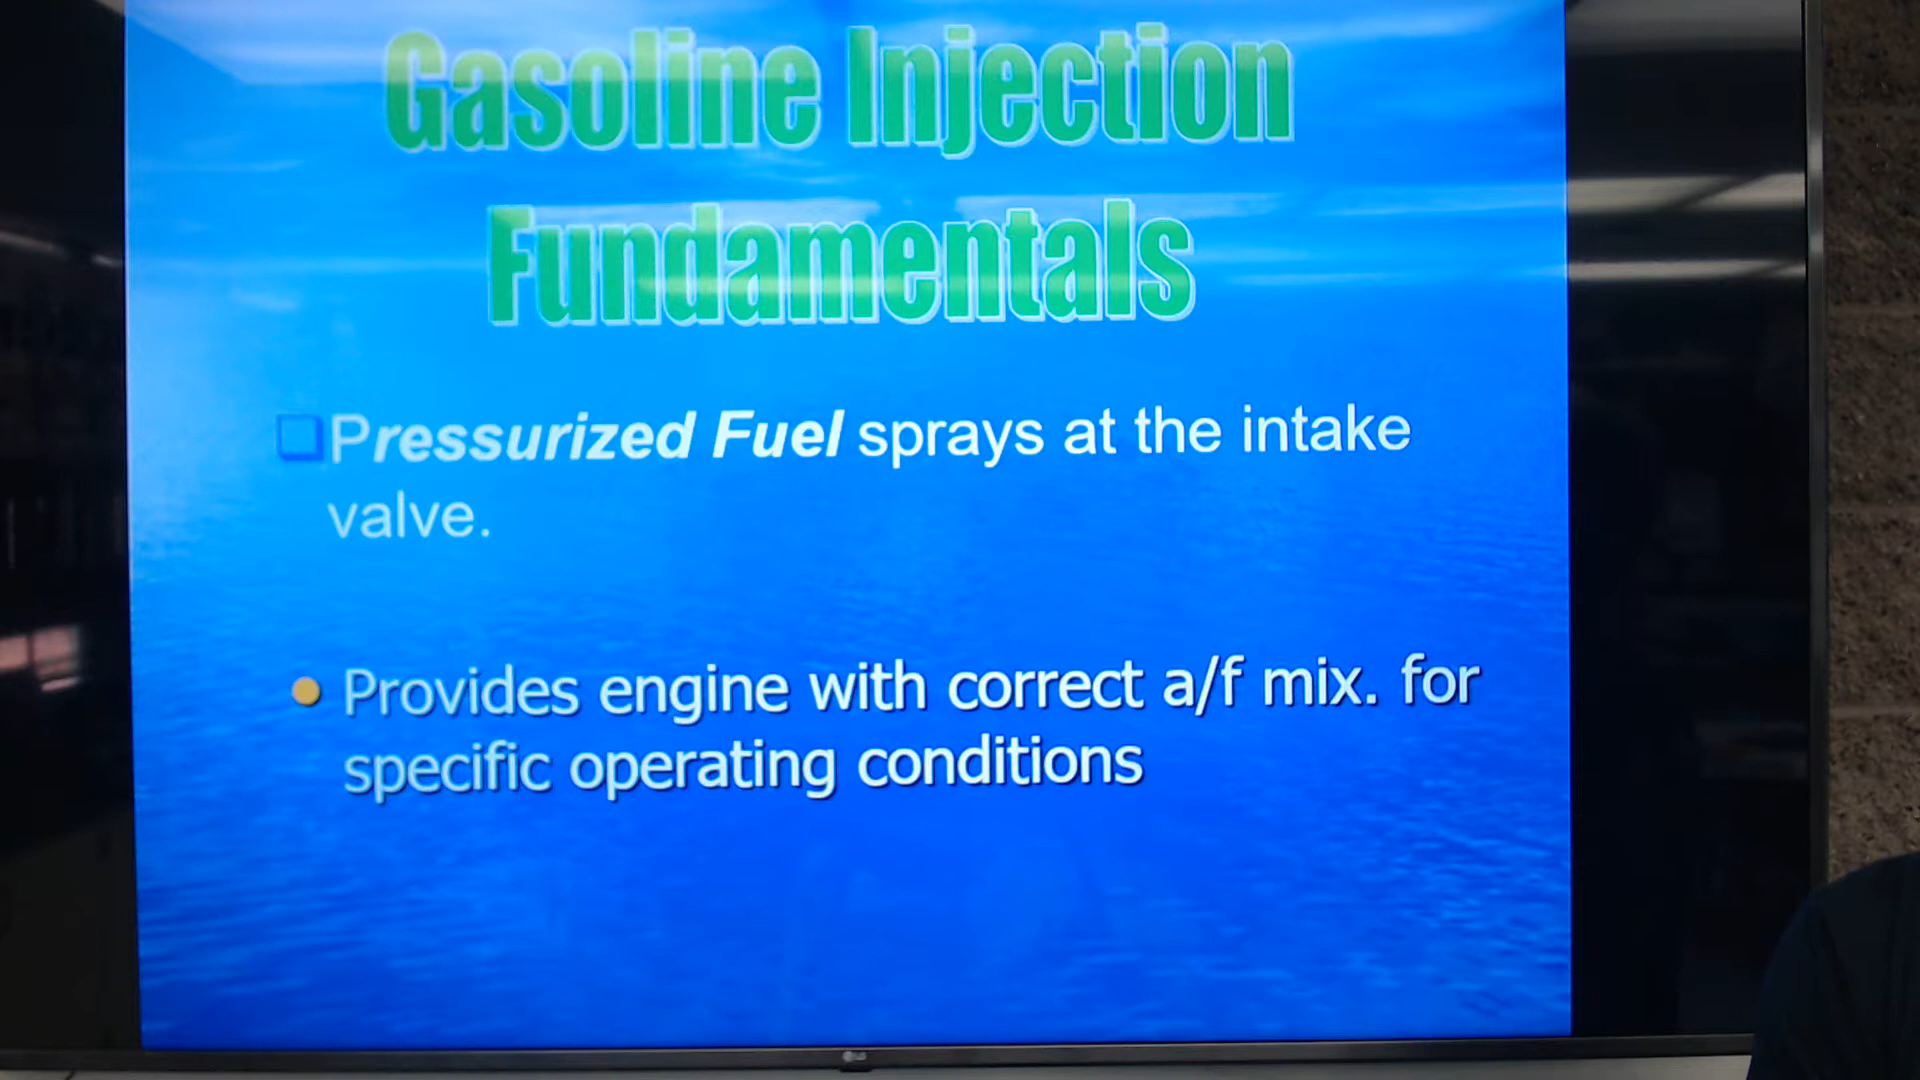 Gasoline Injection
Fundamentals
Pressurized Fuel sprays at the intake
valve.
Provides engine with correct a/f mix. for
specific operating conditions
LG